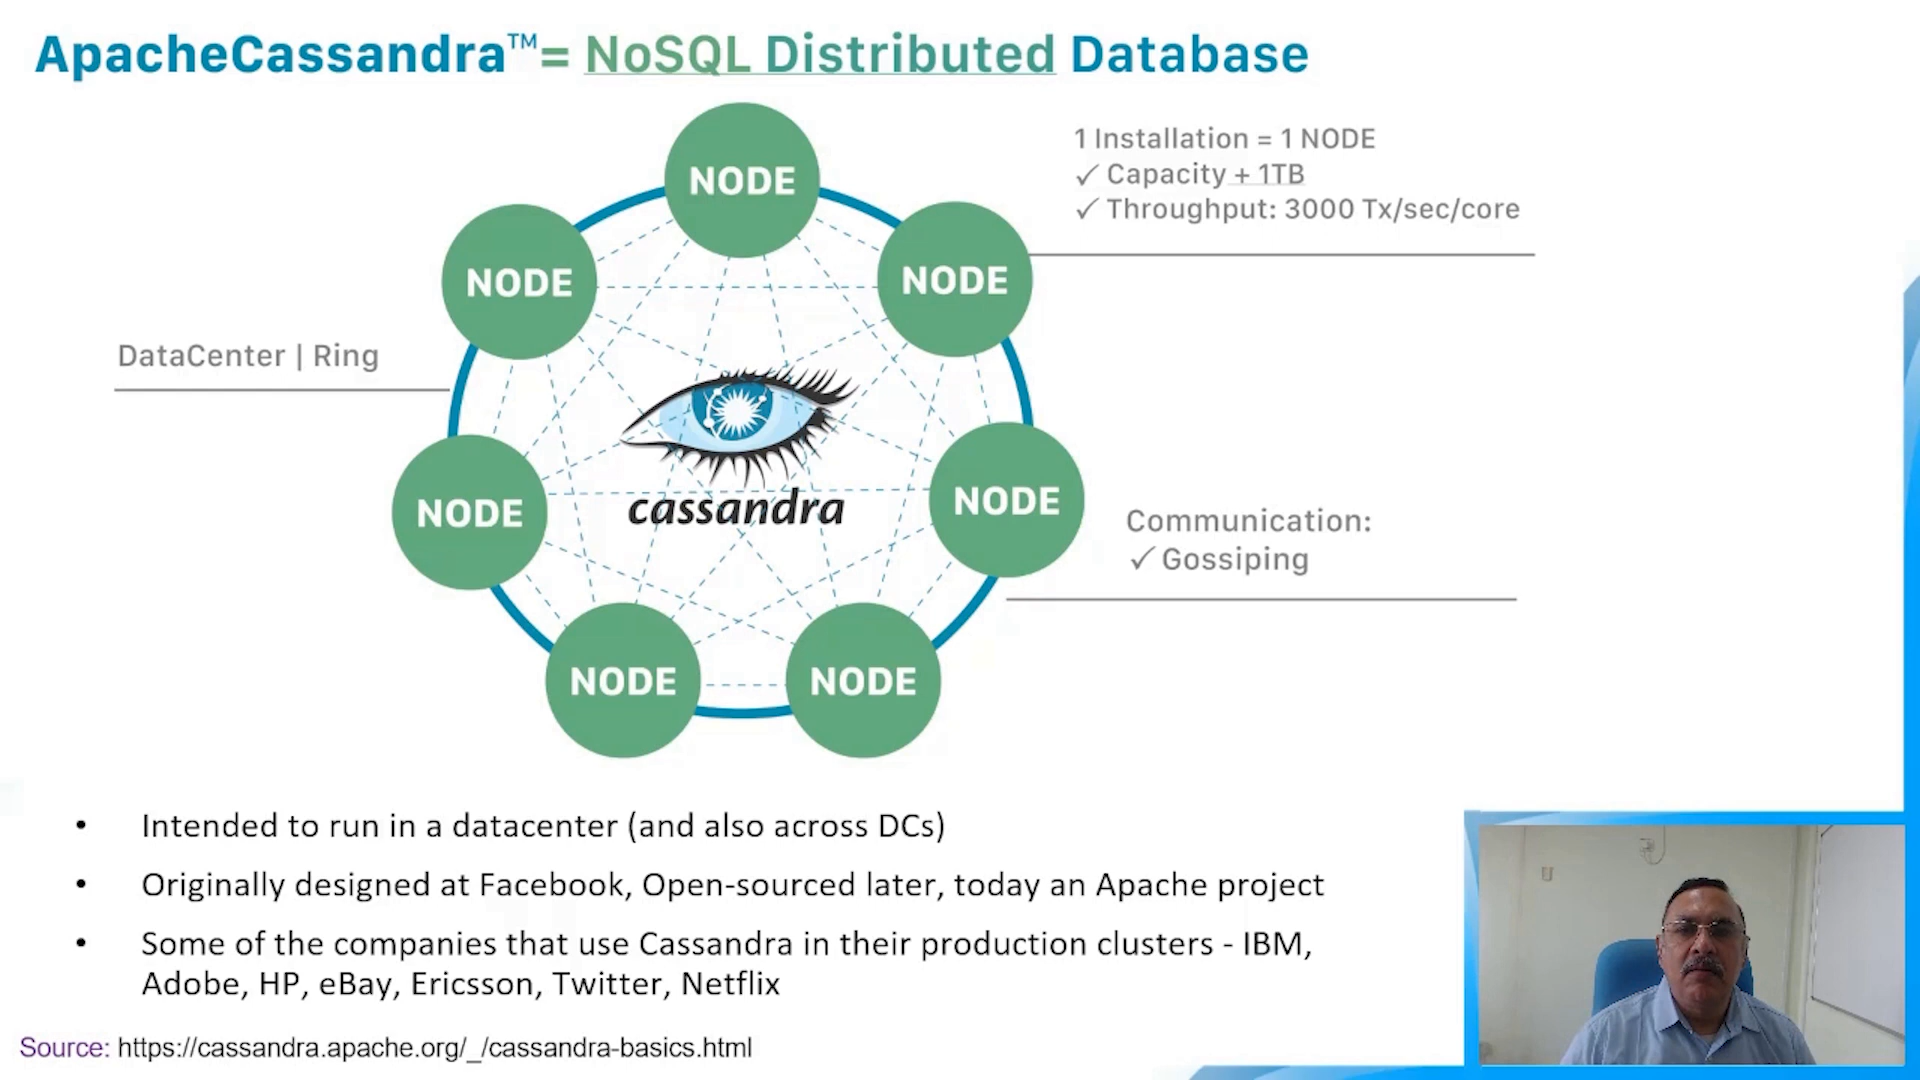 ApacheCassandra™= NoSQL Distributed Database
1 Installation = 1 NODE
✓ Capacity + 1TB
✓ Throughput: 3000 Tx/sec/core
NODE
NODE
NODE
DataCenter | Ring
NODE
NODE
cassandra
Communication:
✓ Gossiping
NODE
NODE
• Intended to run in a datacenter (and also across DCs)
• Originally designed at Facebook, Open-sourced later, today an Apache project
• Some of the companies that use Cassandra in their production clusters - IBM,
Adobe, HP, eBay, Ericsson, Twitter, Netflix
Source: https://cassandra.apache.org/_/cassandra-basics.html